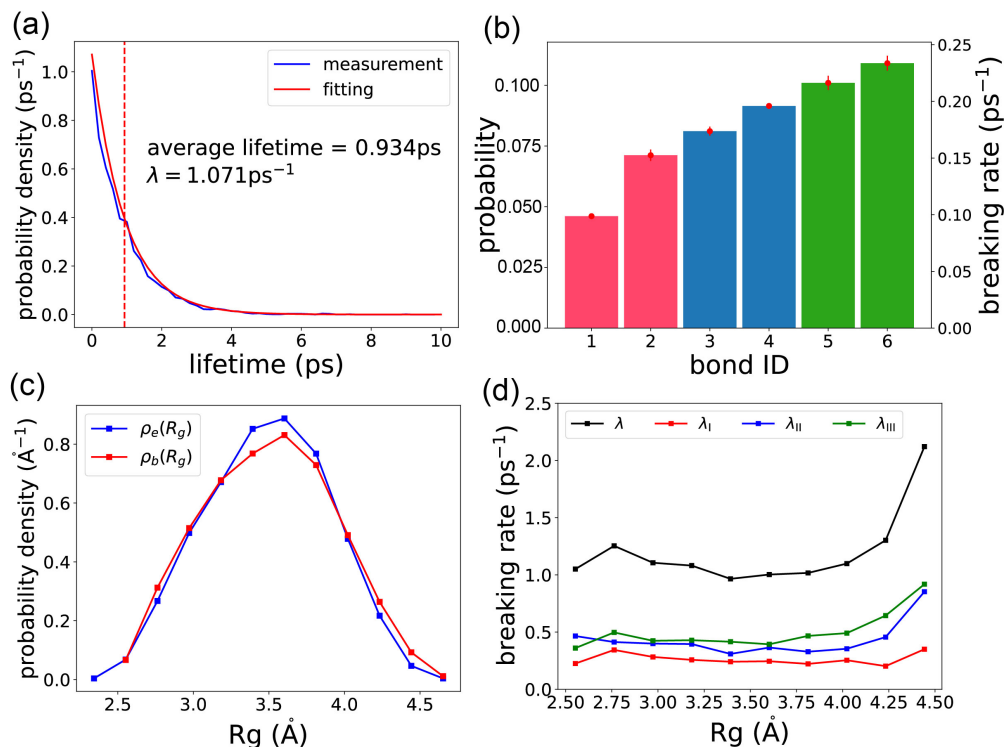 (a)
probability density (ps⁻¹)
1.0
0.8
0.6
0.4
0.2
0.0
measurement
fitting
average lifetime = 0.934ps
λ = 1.071ps⁻¹
0 2 4 6 8 10
lifetime (ps)
(b)
probability
0.100
0.075
0.050
0.025
0.000
0.25
0.20
0.15
0.10
0.05
0.00
breaking rate (ps⁻¹)
1 2 3 4 5 6
bond ID
(c)
probability density (Å⁻¹)
0.8
0.6
0.4
0.2
0.0
ρe(Rg)
ρb(Rg)
2.5 3.0 3.5 4.0 4.5
Rg (Å)
(d)
breaking rate (ps⁻¹)
2.5
2.0
1.5
1.0
0.5
0.0
λ λI λII λIII
2.50 2.75 3.00 3.25 3.50 3.75 4.00 4.25 4.50
Rg (Å)